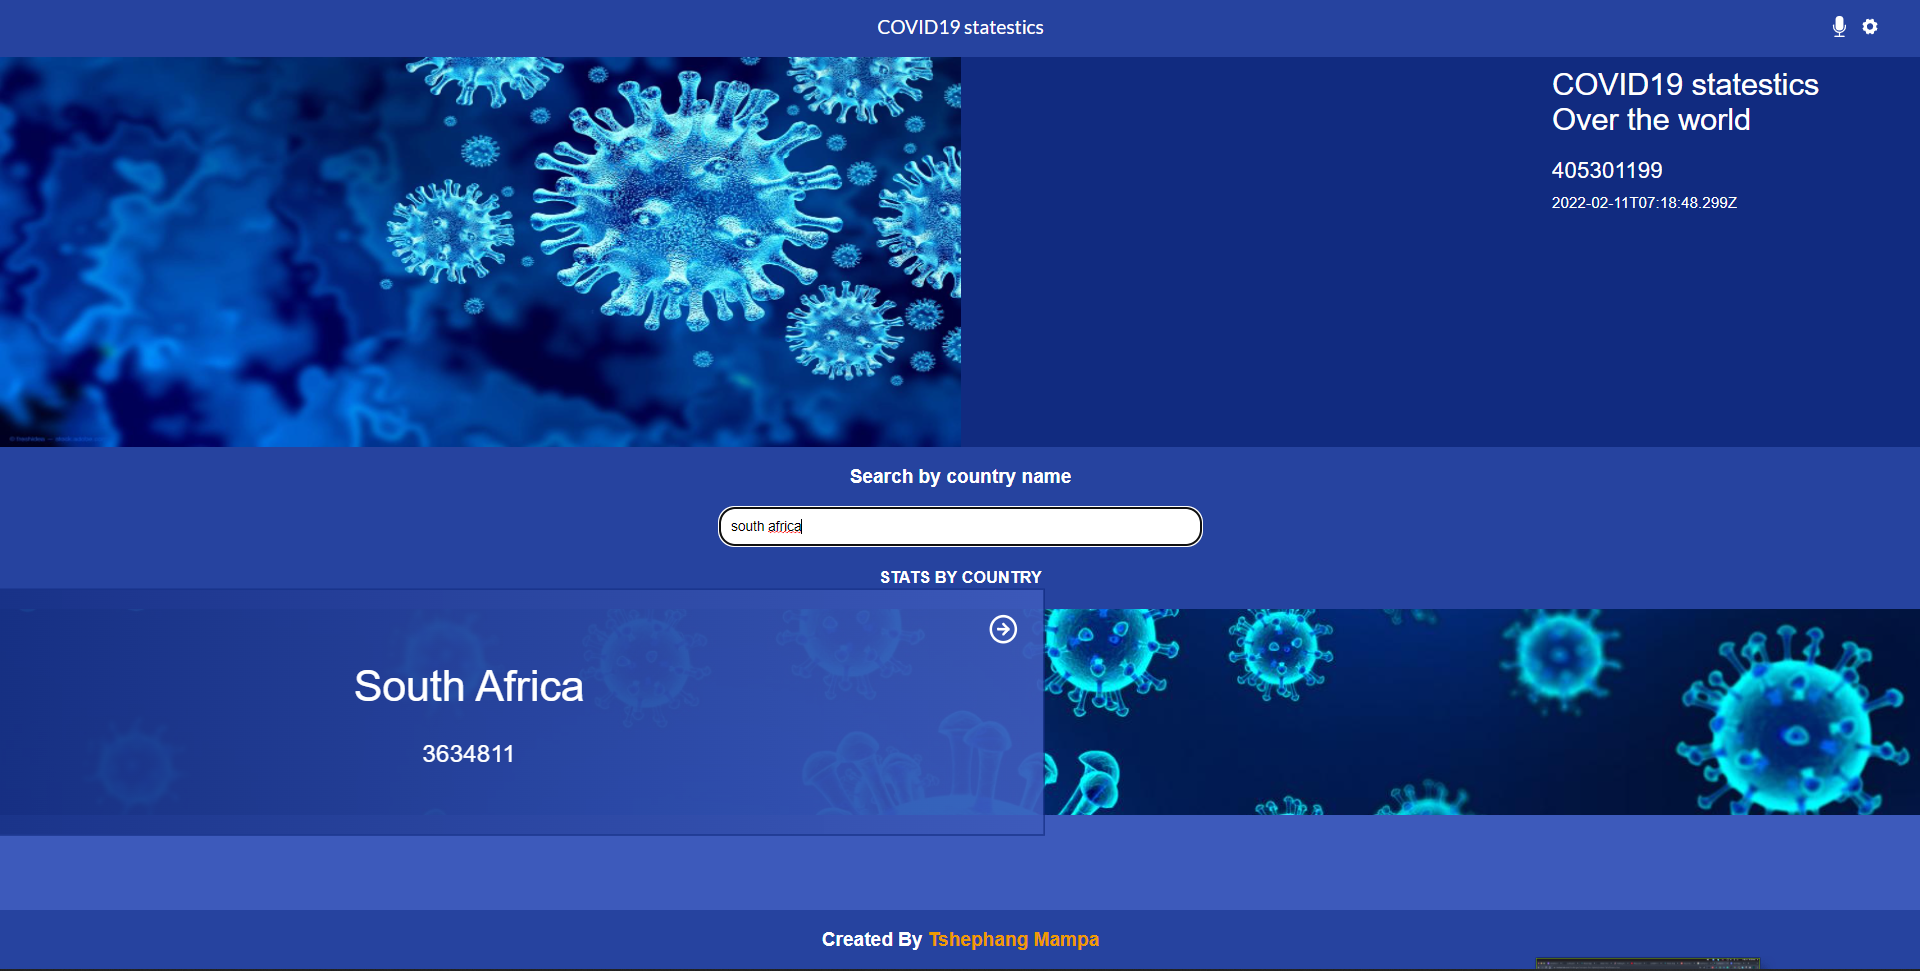 COVID19 statestics
COVID19 statestics
Over the world
405301199
2022-02-11T07:18:48.299Z
Search by country name
south africa
STATS BY COUNTRY
South Africa
3634811
Created By Tshephang Mampa